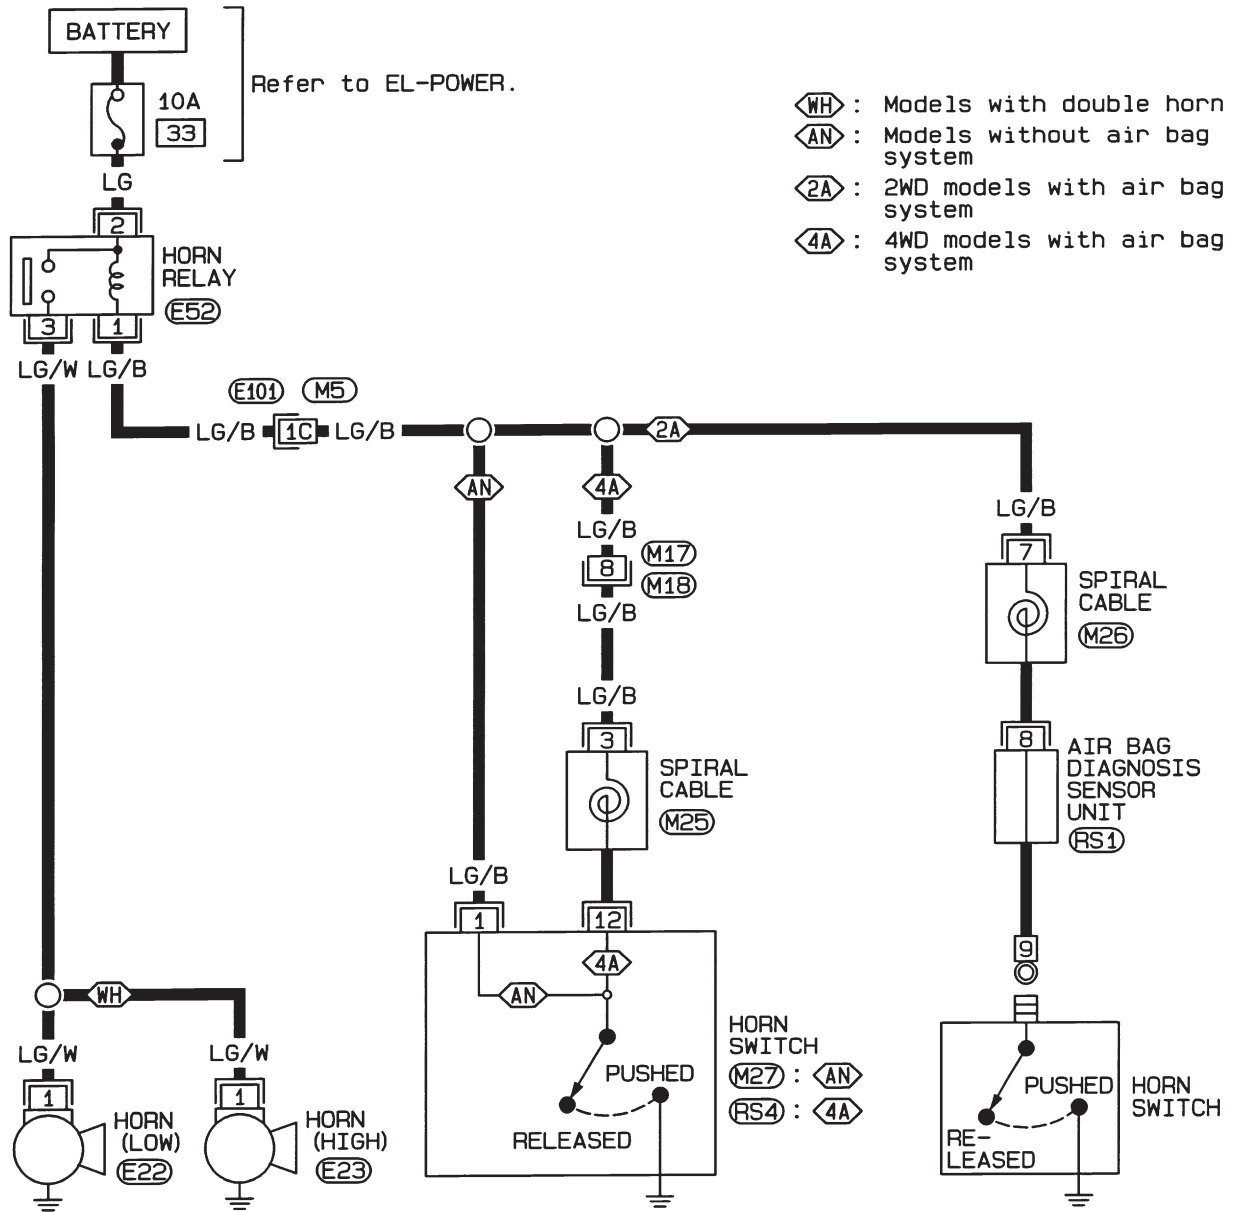 BATTERY
Refer to EL-POWER.
10A
33
LG
2
HORN
RELAY
E52
3
1
LG/W
LG/B
WH : Models with double horn
AN : Models without air bag
system
2A : 2WD models with air bag
system
4A : 4WD models with air bag
system
E101
M5
LG/B
1C
LG/B
2A
AN
4A
LG/B
8
M17
M18
LG/B
LG/B
3
SPIRAL
CABLE
M25
LG/B
7
SPIRAL
CABLE
M26
8
AIR BAG
DIAGNOSIS
SENSOR
UNIT
RS1
9
LG/B
1
12
4A
AN
PUSHED
RELEASED
HORN
SWITCH
M27 : AN
RS4 : 4A
PUSHED
RE-
LEASED
HORN
SWITCH
WH
LG/W
LG/W
1
1
HORN
(LOW)
E22
HORN
(HIGH)
E23